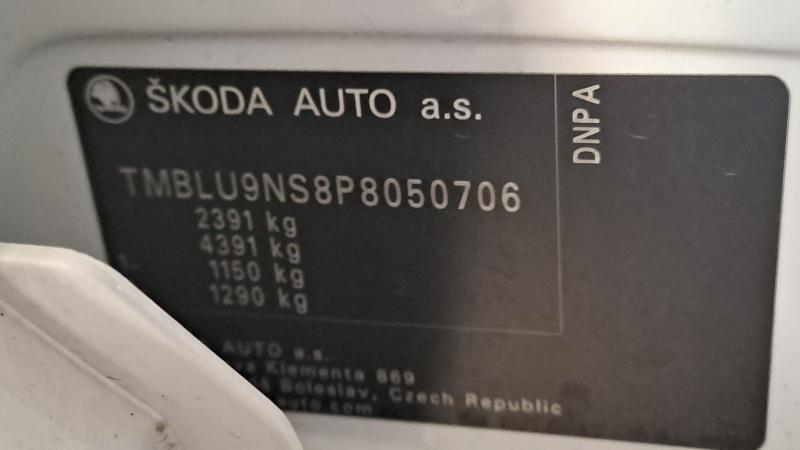 ŠKODA AUTO a.s.
DNPA
TMBLU9NS8P8050706
2391 kg
4391 kg
1150 kg
1290 kg
AUTO a.s.
Klementa 869
Boleslav, Czech Republic
auto.com